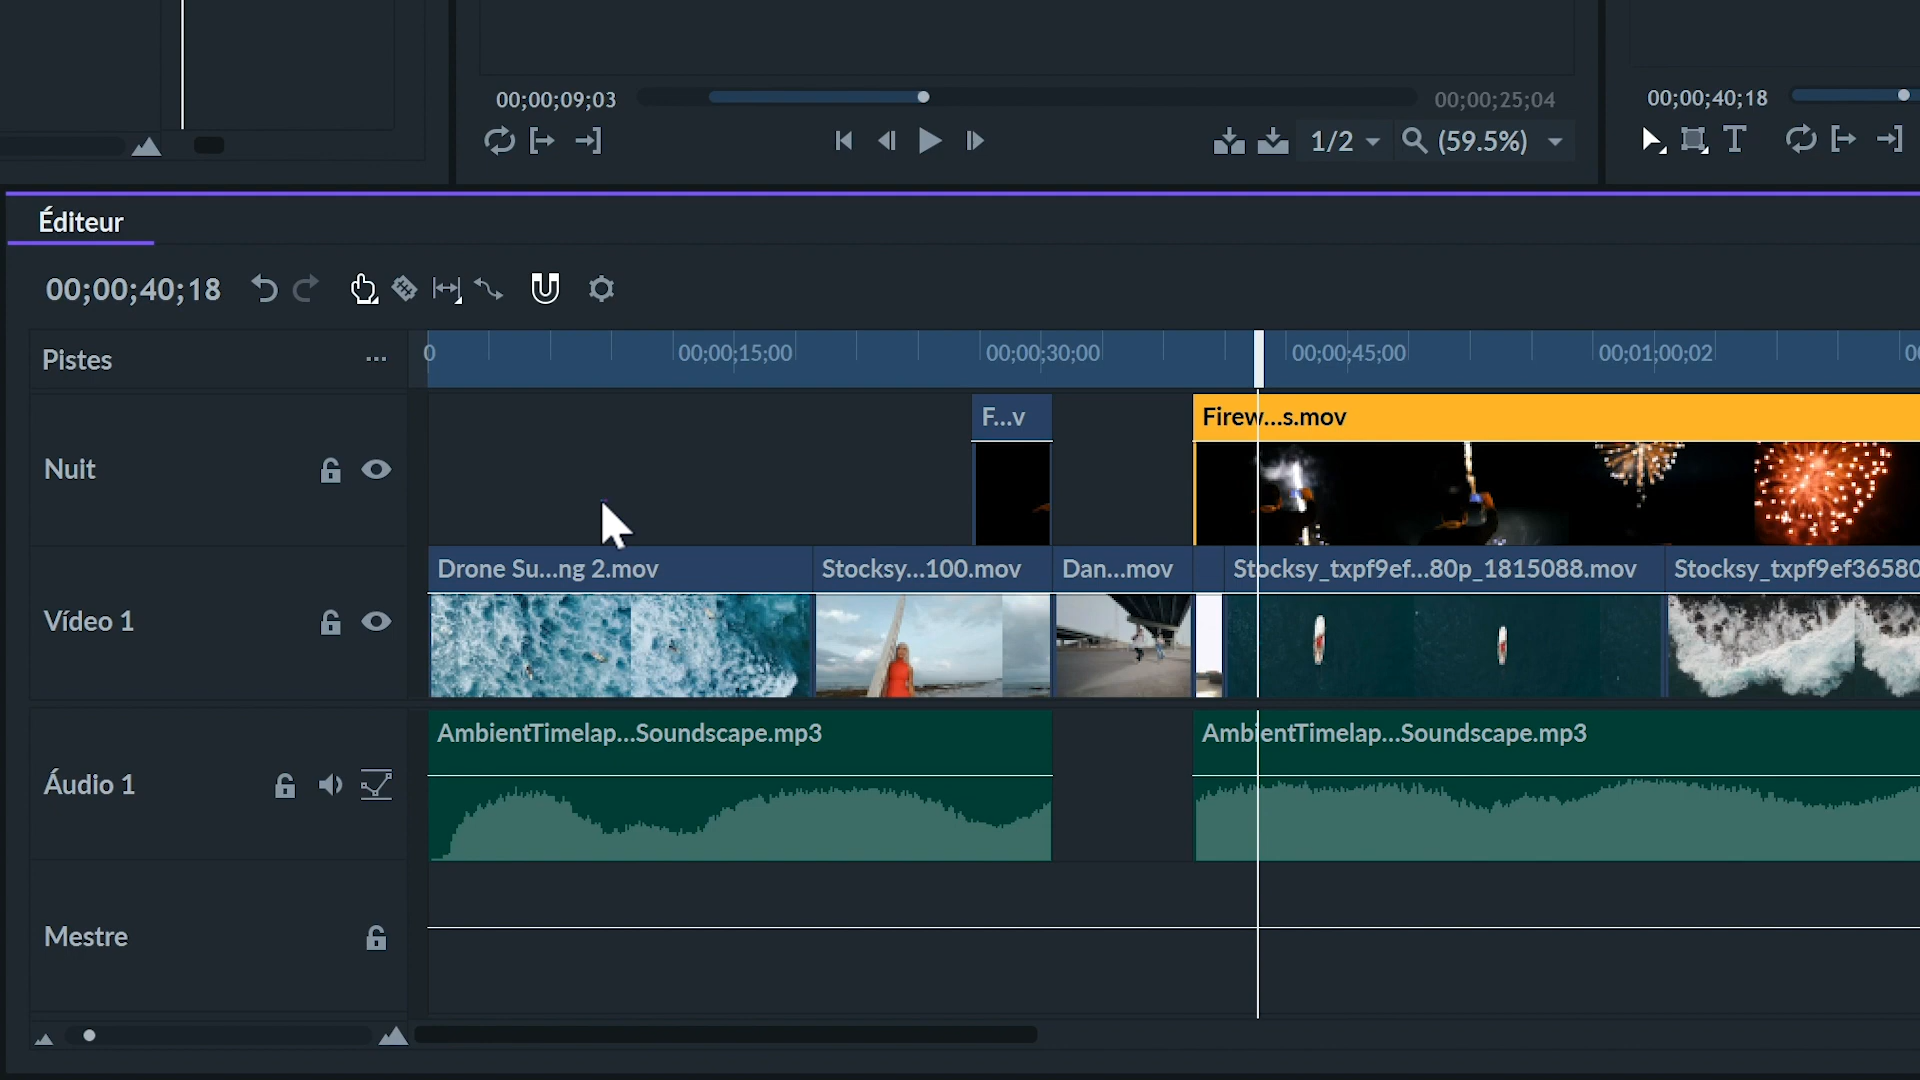 00;00;09;03
00;00;25;04
00;00;40;18
1/2
(59.5%)
T
Éditeur
00;00;40;18
Pistes
...
0
00;00;15;00
00;00;30;00
00;00;45;00
00;01;00;02
F...v
Firew...s.mov
Nuit
Drone Su...ng 2.mov
Stocksy...100.mov
Dan...mov
Stocksy_txpf9ef...80p_1815088.mov
Stocksy_txpf9ef36580
Vídeo 1
AmbientTimelap...Soundscape.mp3
AmbientTimelap...Soundscape.mp3
Áudio 1
Mestre